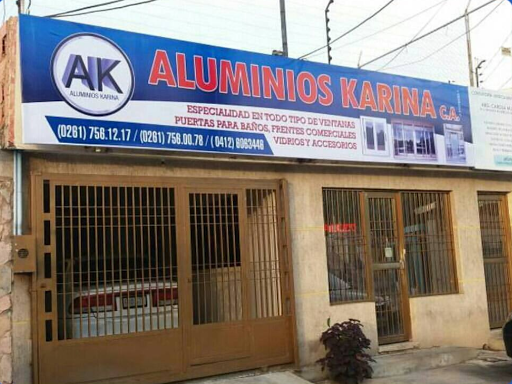 AK
ALUMINIOS KARINA
ALUMINIOS KARINA C.A.
ESPECIALIDAD EN TODO TIPO DE VENTANAS
PUERTAS PARA BAÑOS, FRENTES COMERCIALES
VIDRIOS Y ACCESORIOS
(0261) 756.12.17 / (0261) 756.00.78 / (0412) 8063448